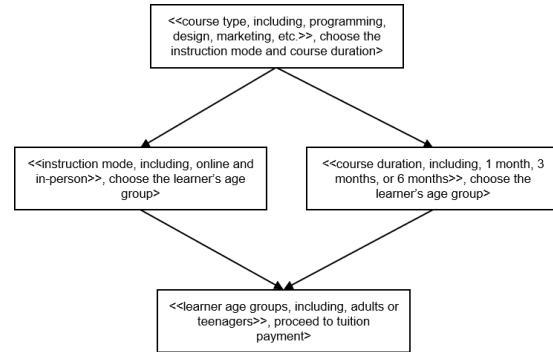 <<course type, including, programming,
design, marketing, etc.>>, choose the
instruction mode and course duration>
<<instruction mode, including, online and
in-person>>, choose the learner's age
group>
<<course duration, including, 1 month, 3
months, or 6 months>>, choose the
learner's age group>
<<learner age groups, including, adults or
teenagers>>, proceed to tuition
payment>